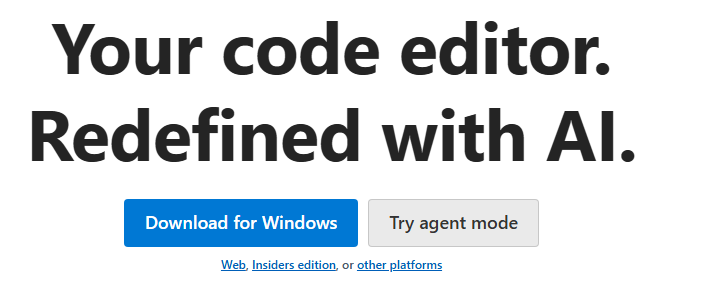 Your code editor.
Redefined with AI.
Download for Windows
Try agent mode
Web, Insiders edition, or other platforms